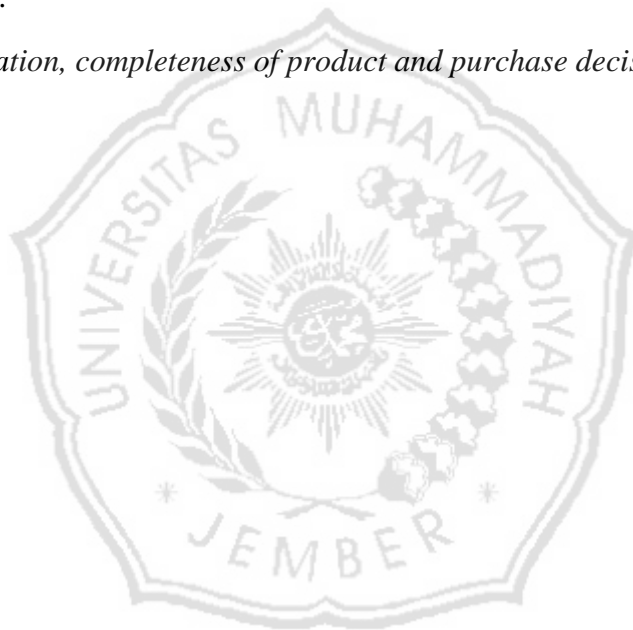 .
ation, completeness of product and purchase decis
UNIVERSITAS MUHAMMADIYAH
* JEMBER *